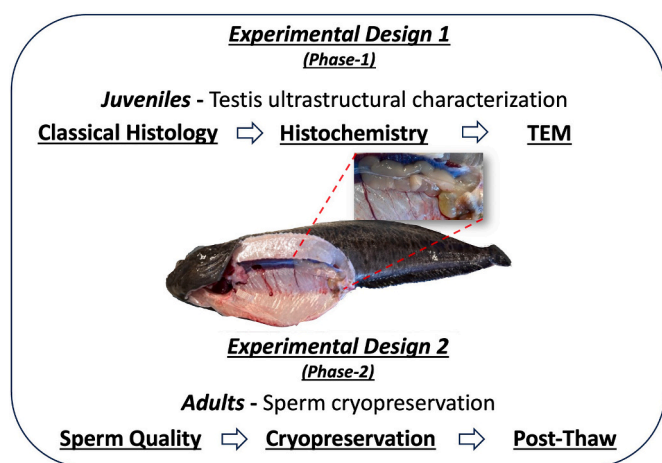 Experimental Design 1
(Phase-1)
Juveniles - Testis ultrastructural characterization
Classical Histology ⇨ Histochemistry ⇨ TEM
Experimental Design 2
(Phase-2)
Adults - Sperm cryopreservation
Sperm Quality ⇨ Cryopreservation ⇨ Post-Thaw